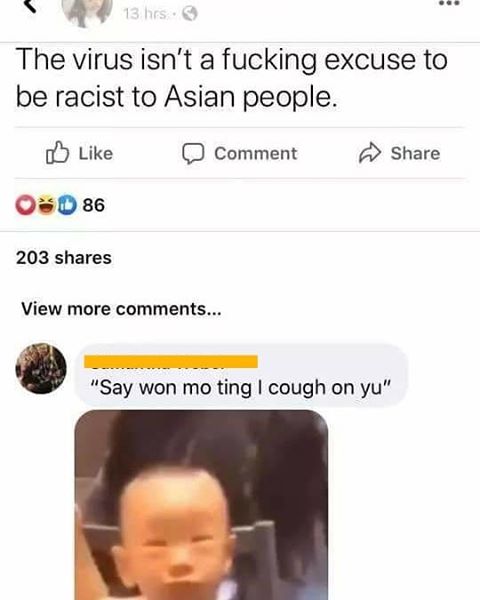 13 hrs ·
The virus isn't a fucking excuse to
be racist to Asian people.
Like Comment Share
86
203 shares
View more comments...
"Say won mo ting I cough on yu"